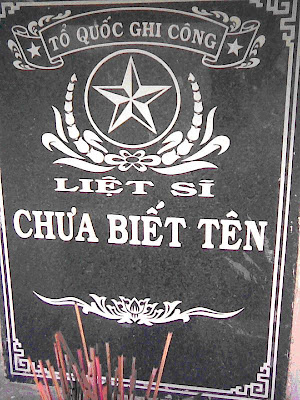 TỔ QUỐC GHI CÔNG
LIỆT SĨ
CHƯA BIẾT TÊN